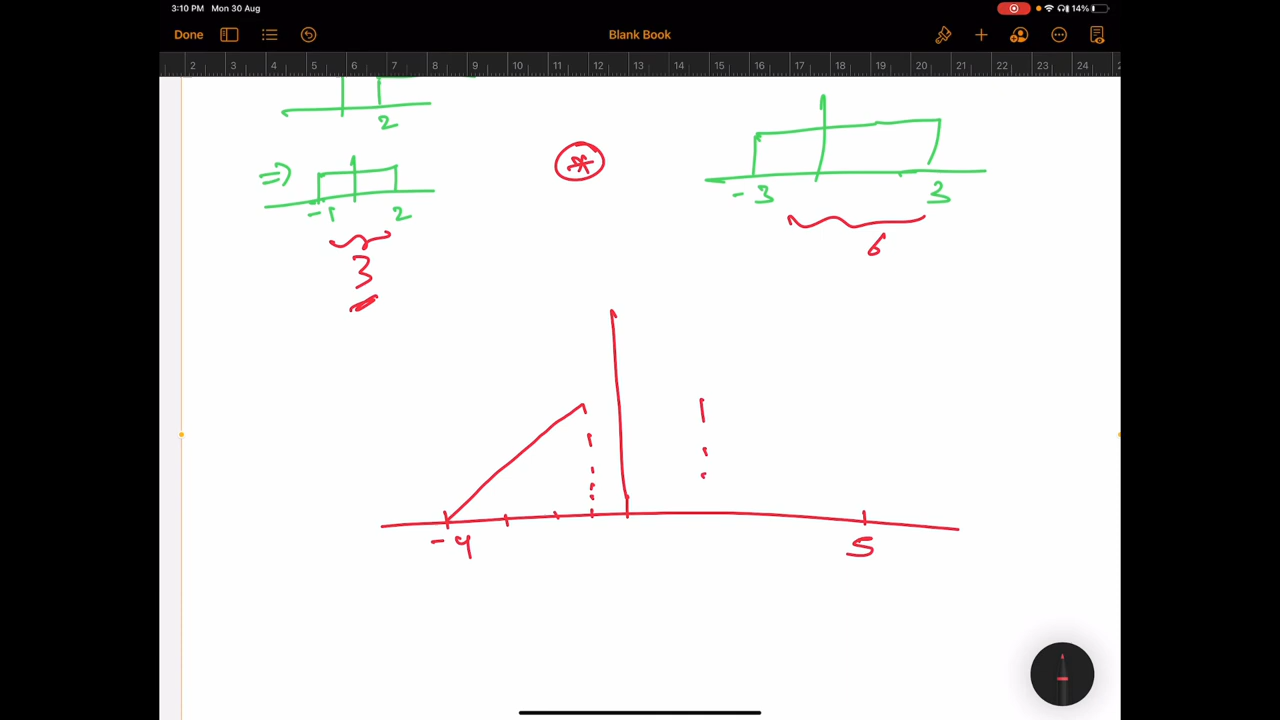 3:10 PM Mon 30 Aug
14%
Done
Blank Book
2 3 4 5 6 7 8 9 10 11 12 13 14 15 16 17 18 19 20 21 22 23 24
2
⇒
-1 2
3
*
-3 3
6
-4 5